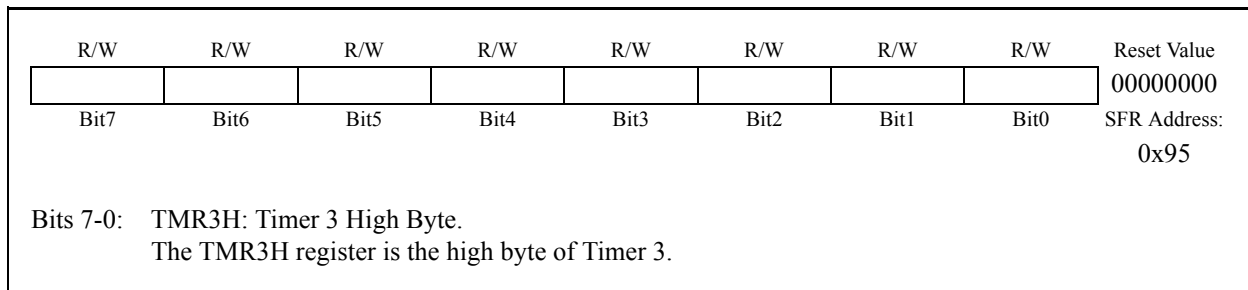 R/W R/W R/W R/W R/W R/W R/W R/W Reset Value
00000000
Bit7 Bit6 Bit5 Bit4 Bit3 Bit2 Bit1 Bit0 SFR Address:
0x95
Bits 7-0: TMR3H: Timer 3 High Byte.
The TMR3H register is the high byte of Timer 3.